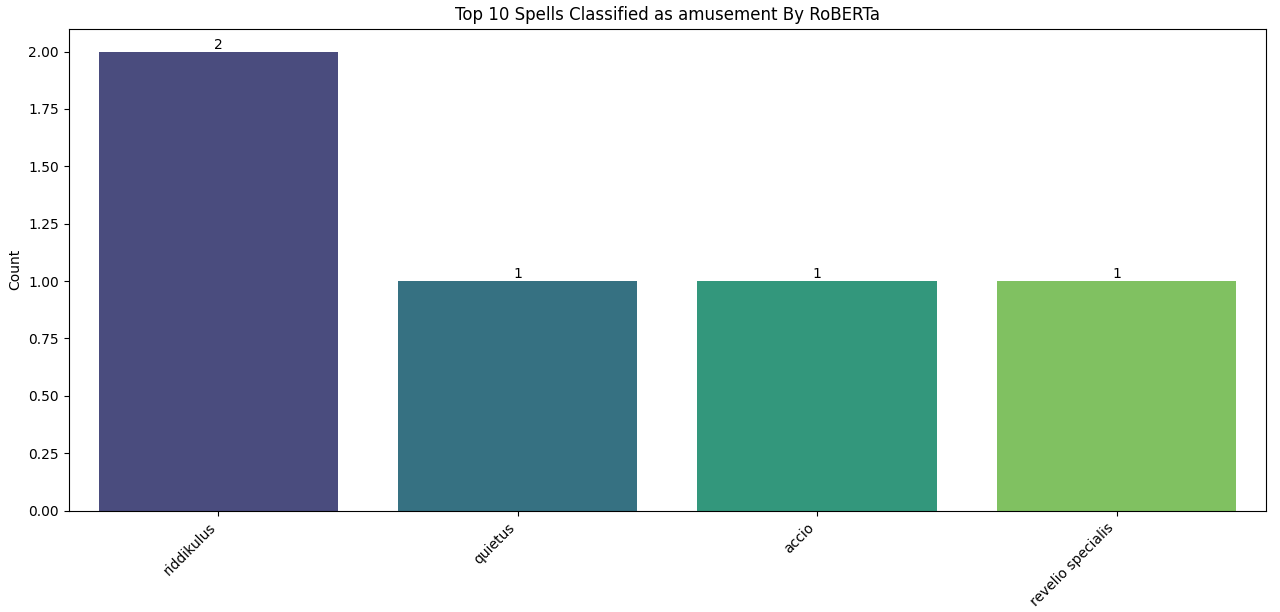 Top 10 Spells Classified as amusement By RoBERTa
2.00
1.75
1.50
1.25
1.00
0.75
0.50
0.25
0.00
Count
2
1
1
1
riddikulus
quietus
accio
revelio specialis